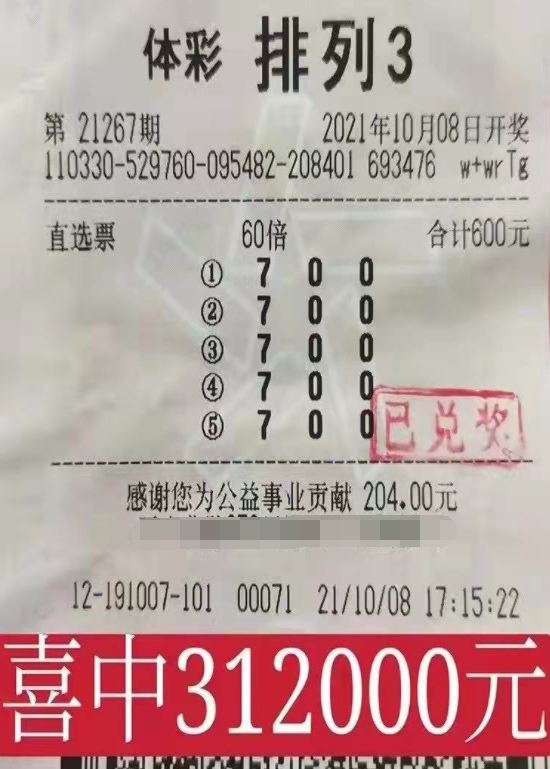 体彩 排列3
第 21267期 2021年10月08日开奖
110330-529760-095482-208401 693476 w+wrTg
直选票 60倍 合计600元
① 7 0 0
② 7 0 0
③ 7 0 0
④ 7 0 0
⑤ 7 0 0
已兑奖
感谢您为公益事业贡献 204.00元
12-191007-101 00071 21/10/08 17:15:22
喜中312000元